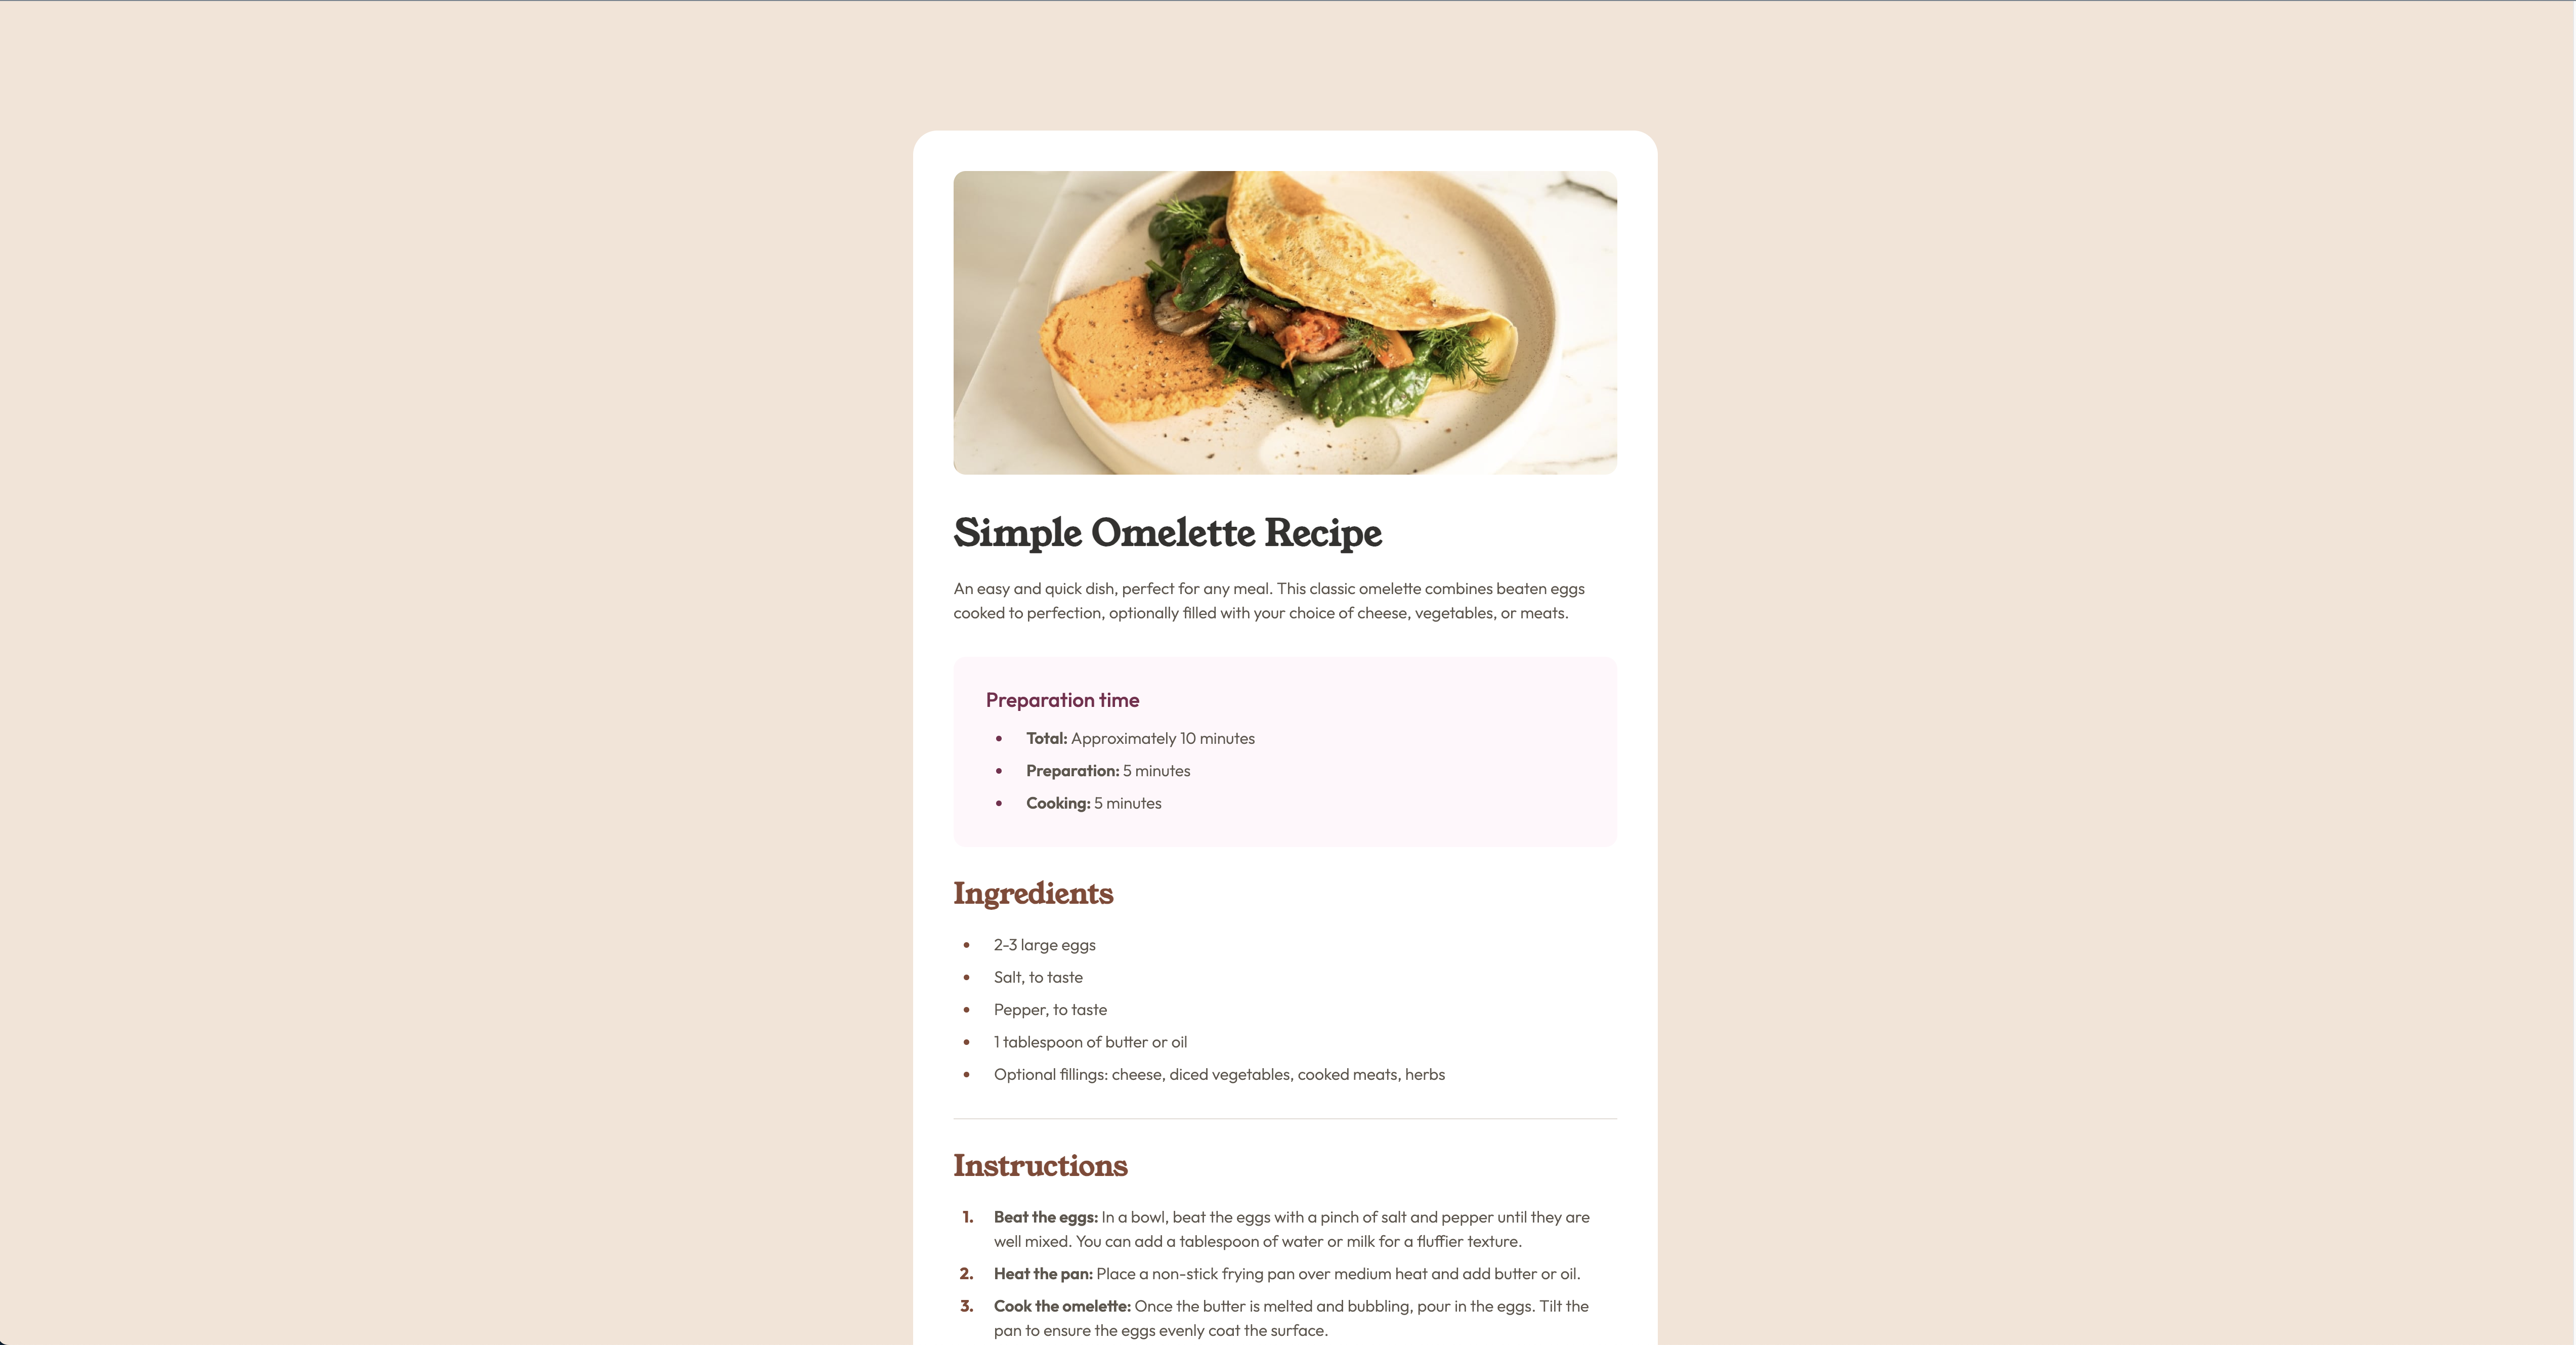 Simple Omelette Recipe
An easy and quick dish, perfect for any meal. This classic omelette combines beaten eggs
cooked to perfection, optionally filled with your choice of cheese, vegetables, or meats.
Preparation time
• Total: Approximately 10 minutes
• Preparation: 5 minutes
• Cooking: 5 minutes
Ingredients
• 2-3 large eggs
• Salt, to taste
• Pepper, to taste
• 1 tablespoon of butter or oil
• Optional fillings: cheese, diced vegetables, cooked meats, herbs
Instructions
1. Beat the eggs: In a bowl, beat the eggs with a pinch of salt and pepper until they are
well mixed. You can add a tablespoon of water or milk for a fluffier texture.
2. Heat the pan: Place a non-stick frying pan over medium heat and add butter or oil.
3. Cook the omelette: Once the butter is melted and bubbling, pour in the eggs. Tilt the
pan to ensure the eggs evenly coat the surface.